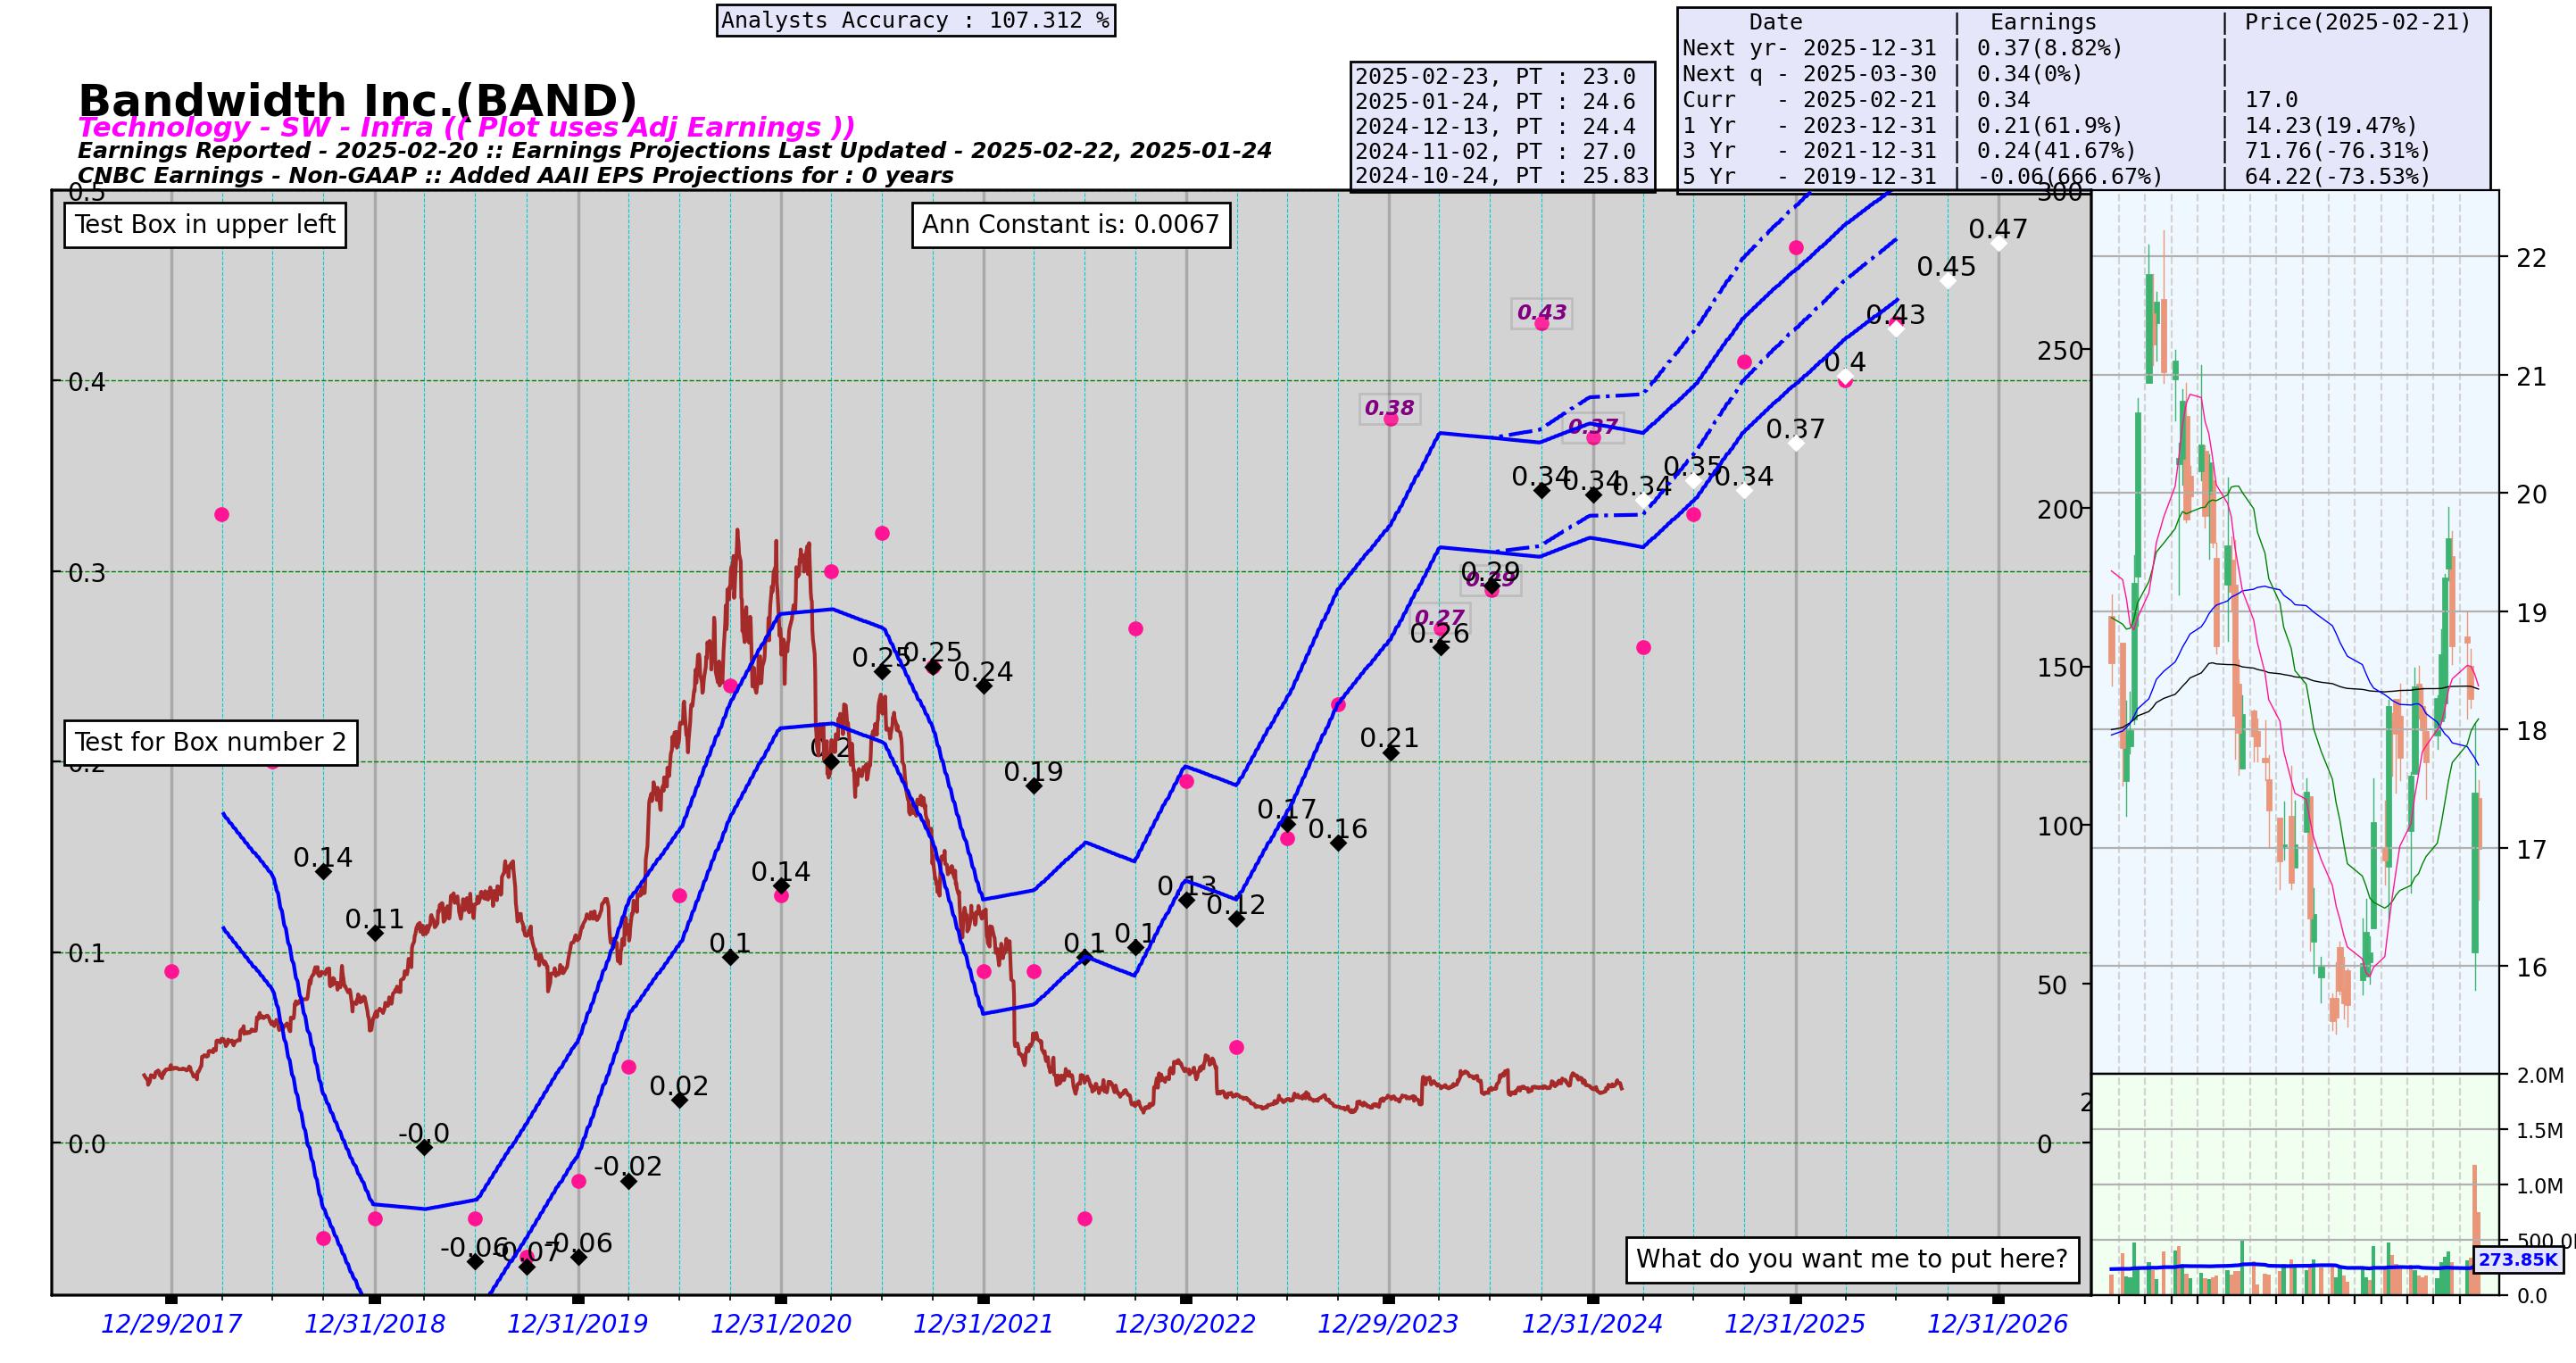 Analysts Accuracy : 107.312 %
Date | Earnings | Price(2025-02-21)
Next yr- 2025-12-31 | 0.37(8.82%) |
Next q - 2025-03-30 | 0.34(0%) |
Curr - 2025-02-21 | 0.34 | 17.0
1 Yr - 2023-12-31 | 0.21(61.9%) | 14.23(19.47%)
3 Yr - 2021-12-31 | 0.24(41.67%) | 71.76(-76.31%)
5 Yr - 2019-12-31 | -0.06(666.67%) | 64.22(-73.53%)
2025-02-23, PT : 23.0
2025-01-24, PT : 24.6
2024-12-13, PT : 24.4
2024-11-02, PT : 27.0
2024-10-24, PT : 25.83
Bandwidth Inc.(BAND)
Technology - SW - Infra (( Plot uses Adj Earnings ))
Earnings Reported - 2025-02-20 :: Earnings Projections Last Updated - 2025-02-22, 2025-01-24
CNBC Earnings - Non-GAAP :: Added AAII EPS Projections for : 0 years
Test Box in upper left
Ann Constant is: 0.0067
Test for Box number 2
What do you want me to put here?
0.5
0.4
0.3
0.2
0.1
0.0
300
250
200
150
100
50
0
0.14
0.11
-0.0
-0.06
-0.07
-0.06
-0.02
0.02
0.1
0.14
0.2
0.25
0.25
0.24
0.19
0.1
0.1
0.13
0.12
0.17
0.16
0.21
0.26
0.29
0.34
0.34
0.34
0.35
0.34
0.37
0.4
0.43
0.45
0.47
0.38
0.27
0.29
0.43
0.37
22
21
20
19
18
17
16
2.0M
2
1.5M
1.0M
500.0
273.85K
0.0
12/29/2017
12/31/2018
12/31/2019
12/31/2020
12/31/2021
12/30/2022
12/29/2023
12/31/2024
12/31/2025
12/31/2026